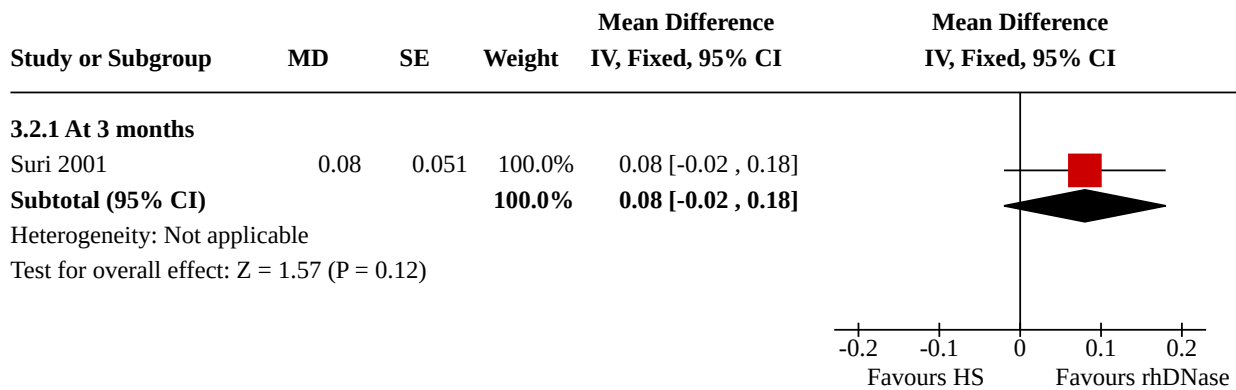 Mean Difference Mean Difference
Study or Subgroup MD SE Weight IV, Fixed, 95% CI IV, Fixed, 95% CI
3.2.1 At 3 months
Suri 2001 0.08 0.051 100.0% 0.08 [-0.02 , 0.18]
Subtotal (95% CI) 100.0% 0.08 [-0.02 , 0.18]
Heterogeneity: Not applicable
Test for overall effect: Z = 1.57 (P = 0.12)
-0.2 -0.1 0 0.1 0.2
Favours HS Favours rhDNase